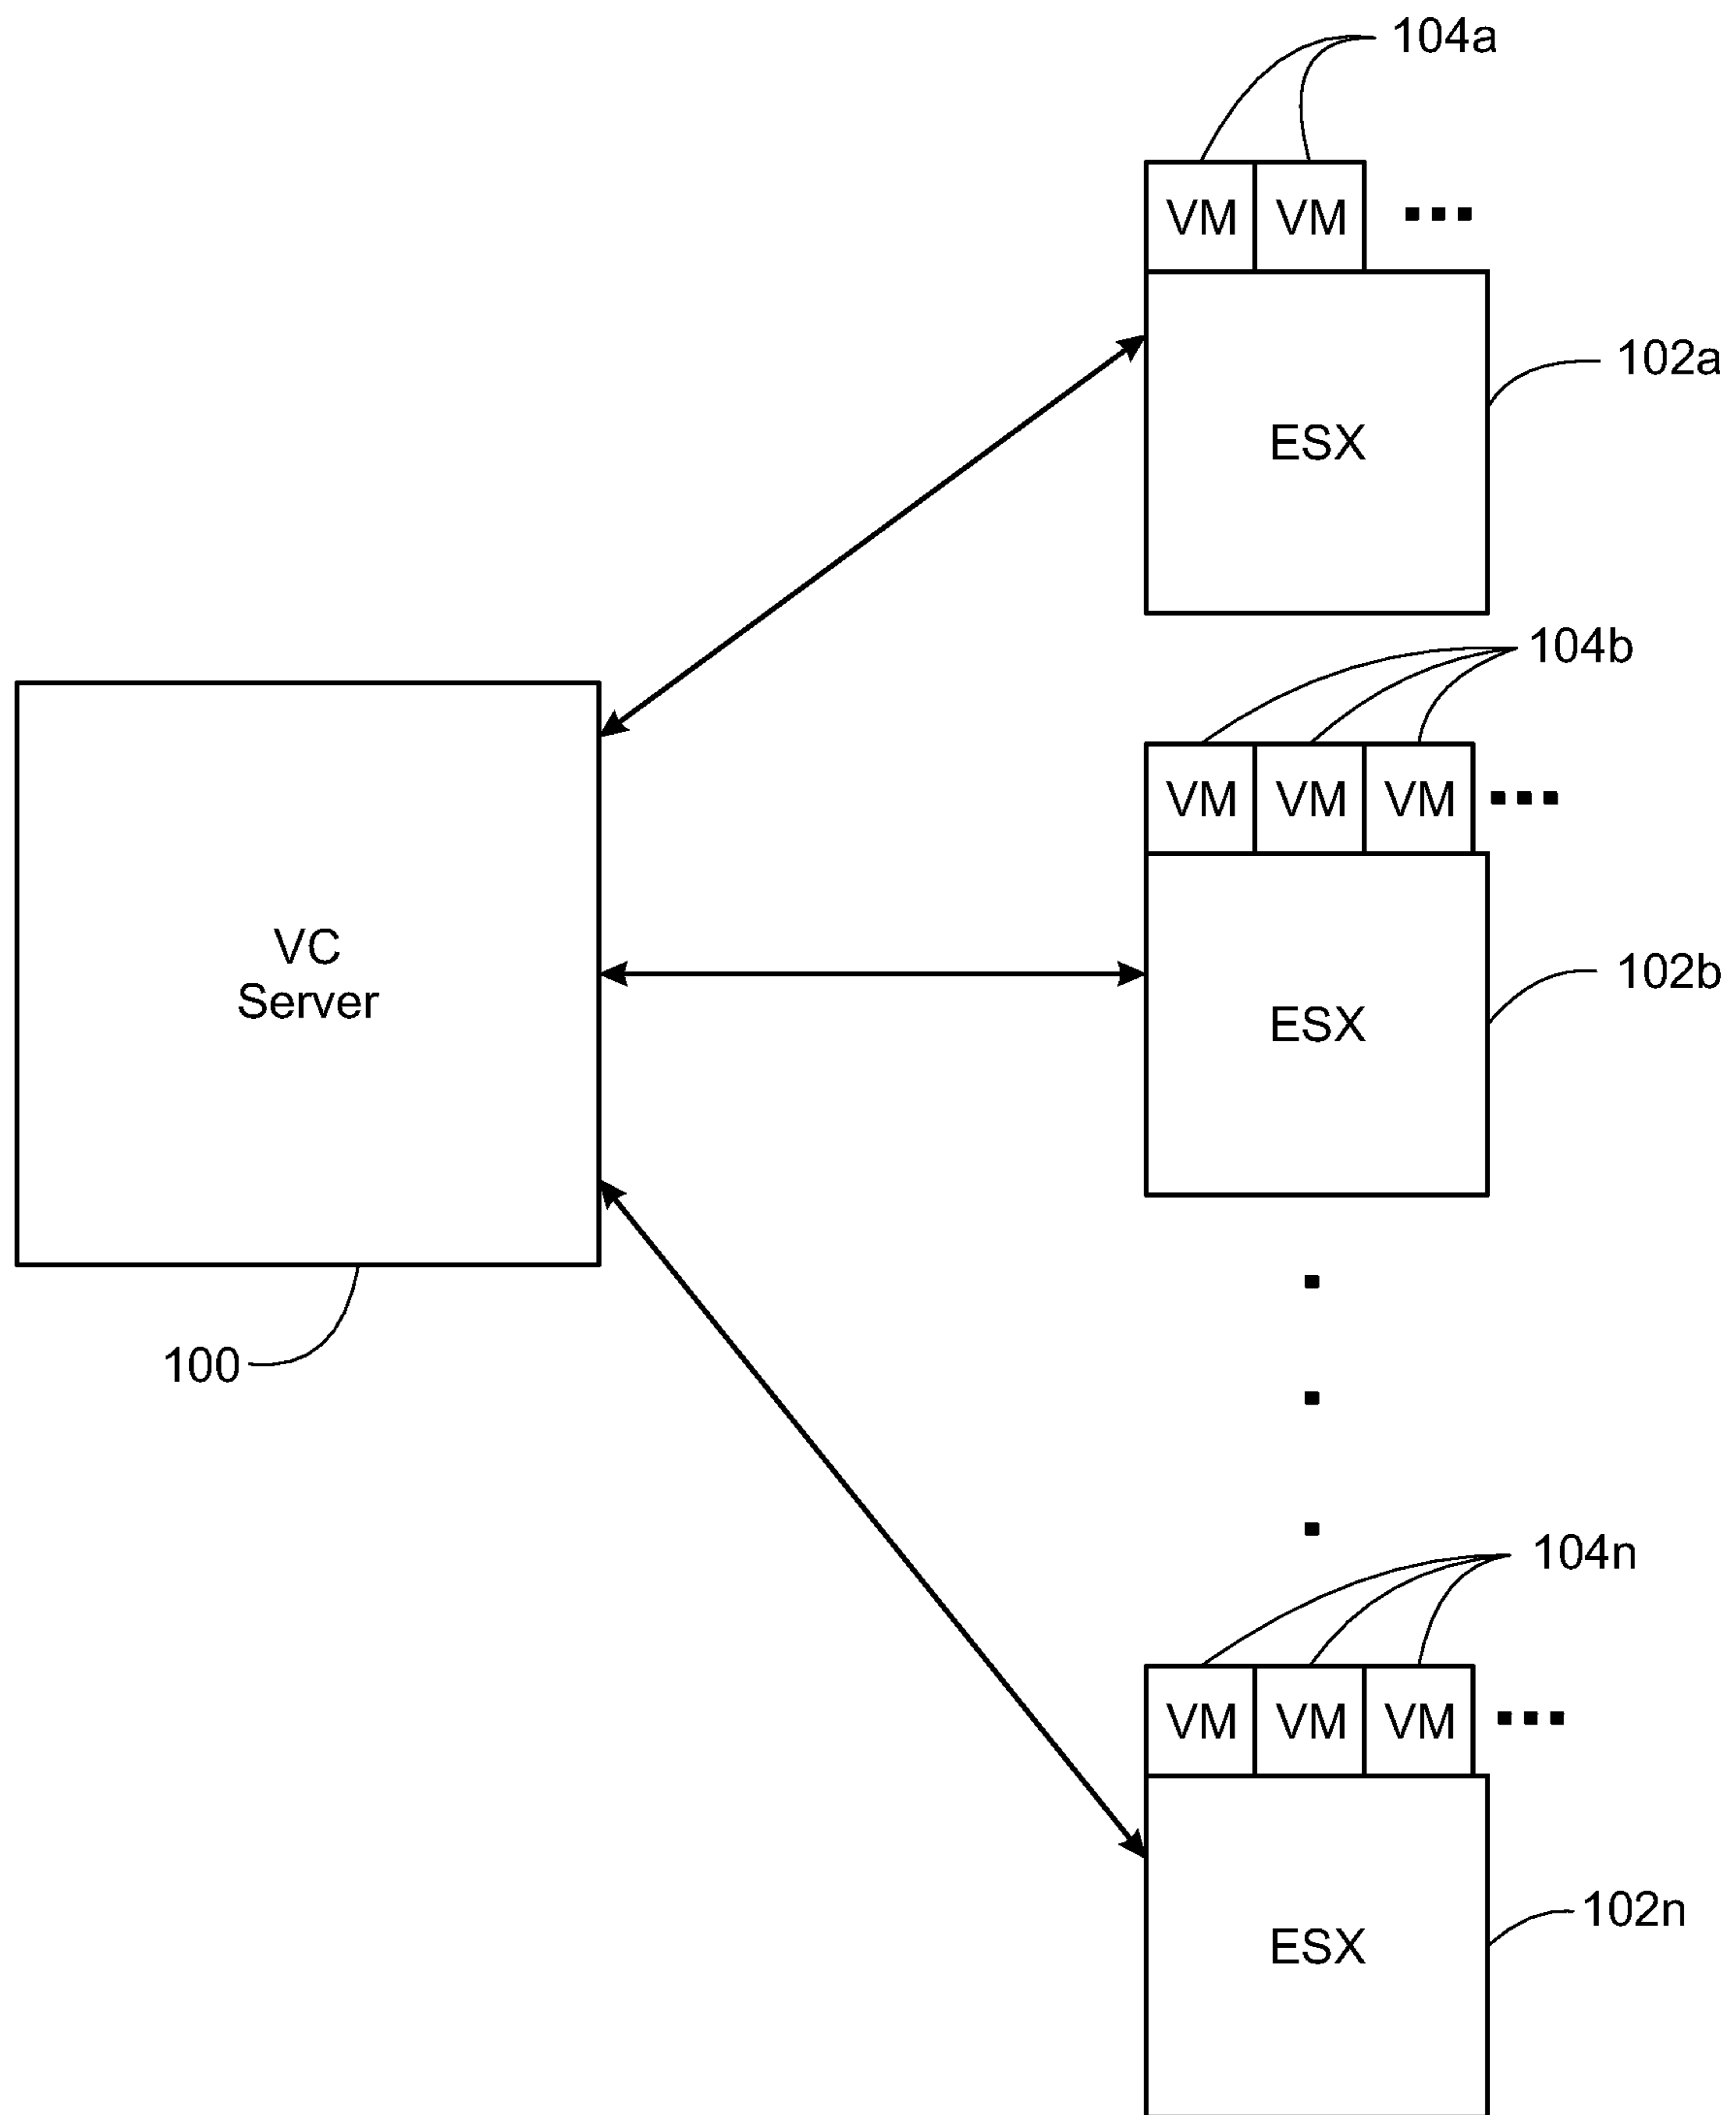 104a
VM VM
102a
ESX
104b
VM VM VM
VC
Server
102b
ESX
100
104n
VM VM VM
102n
ESX